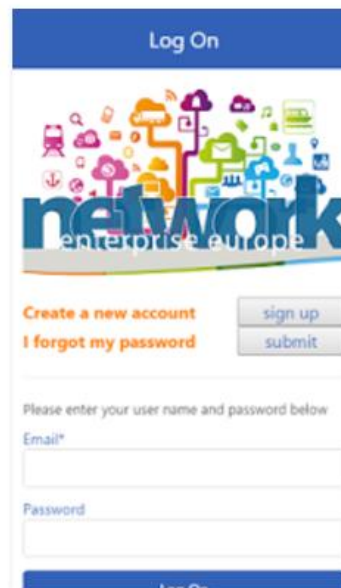 Log On
network
enterprise europe
Create a new account sign up
I forgot my password submit
Please enter your user name and password below
Email*
Password
Log On